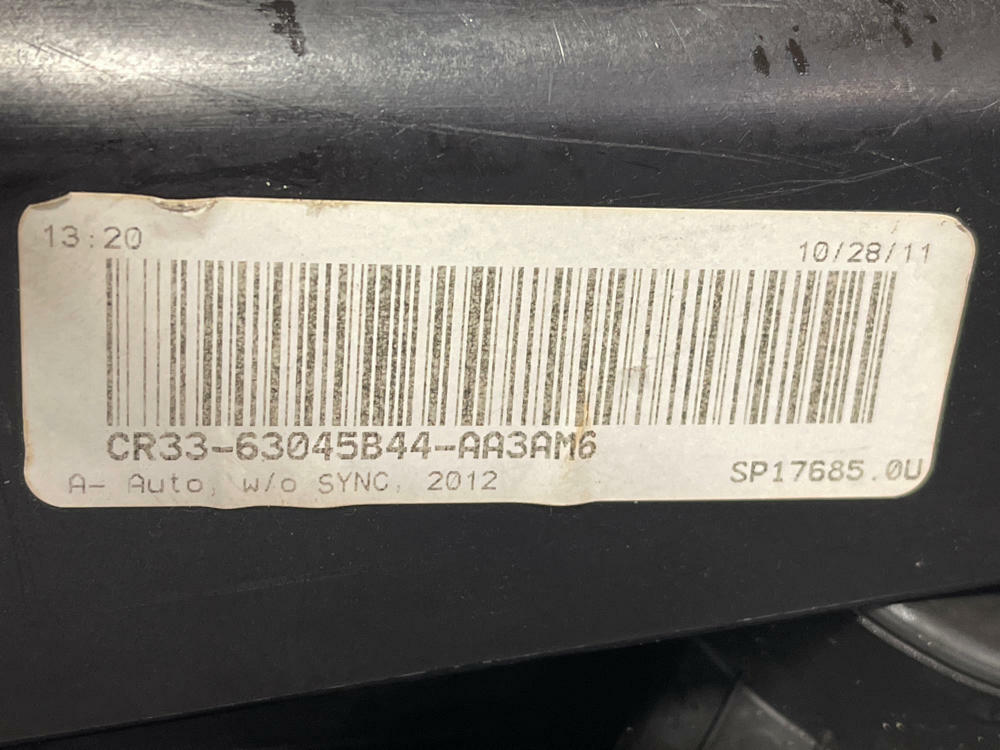 13:20
10/28/11
CR33-63045B44-AA3AM6
A- Auto, w/o SYNC, 2012
SP17685.0U